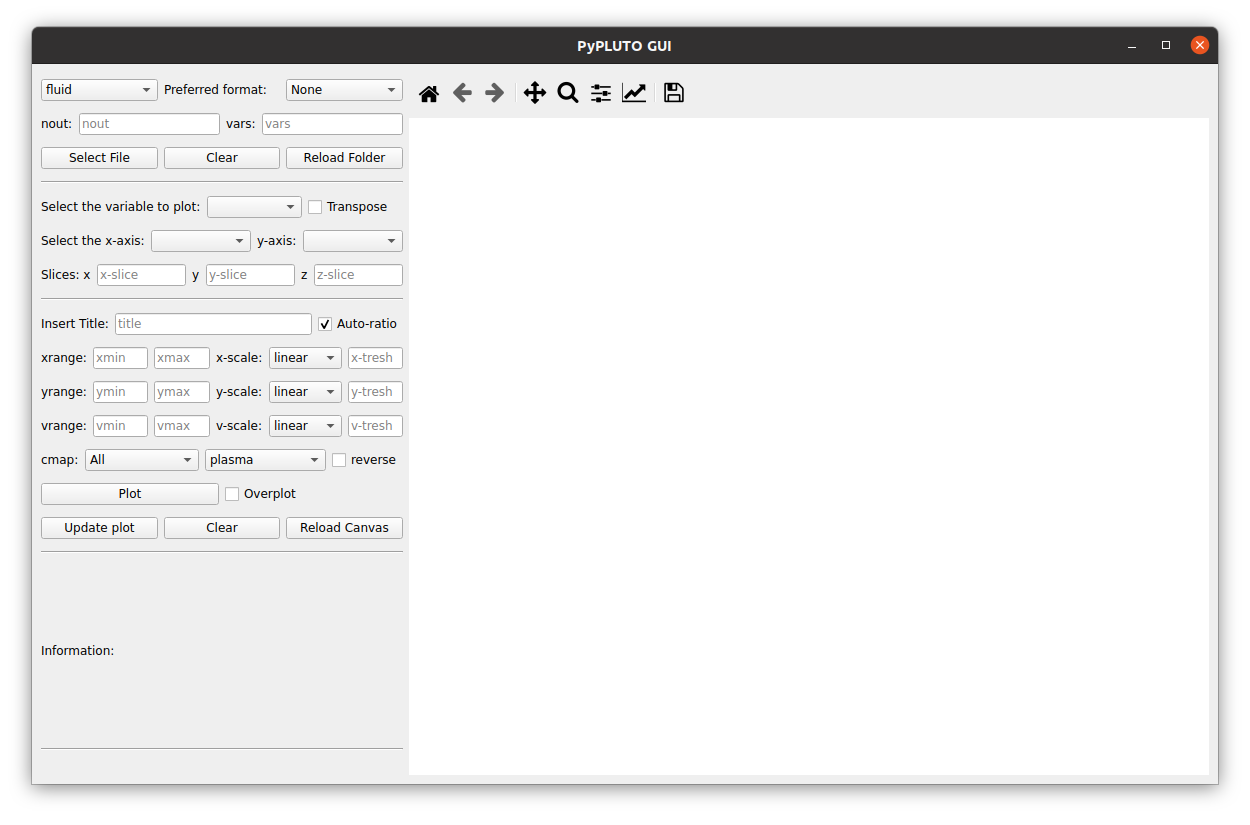 PyPLUTO GUI
fluid Preferred format: None
nout: nout vars: vars
Select File Clear Reload Folder
Select the variable to plot: Transpose
Select the x-axis: y-axis:
Slices: x x-slice y y-slice z z-slice
Insert Title: title Auto-ratio
xrange: xmin xmax x-scale: linear x-tresh
yrange: ymin ymax y-scale: linear y-tresh
vrange: vmin vmax v-scale: linear v-tresh
cmap: All plasma reverse
Plot Overplot
Update plot Clear Reload Canvas
Information: